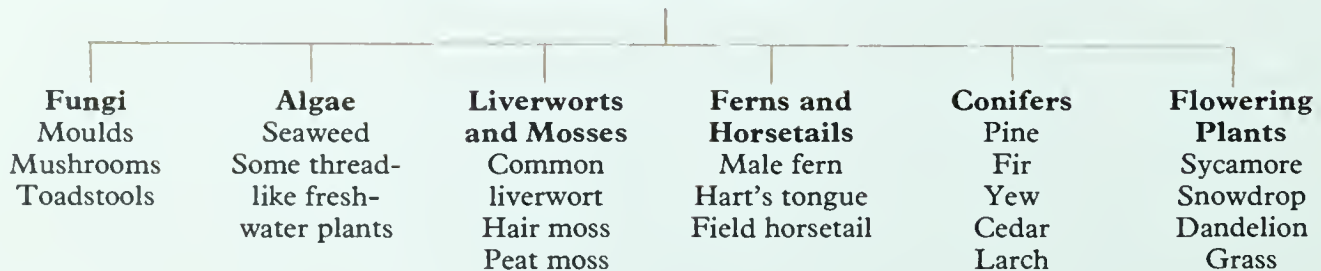 Fungi
Moulds
Mushrooms
Toadstools
Algae
Seaweed
Some thread-
like fresh-
water plants
Liverworts
and Mosses
Common
liverwort
Hair moss
Peat moss
Ferns and
Horsetails
Male fern
Hart's tongue
Field horsetail
Conifers
Pine
Fir
Yew
Cedar
Larch
Flowering
Plants
Sycamore
Snowdrop
Dandelion
Grass